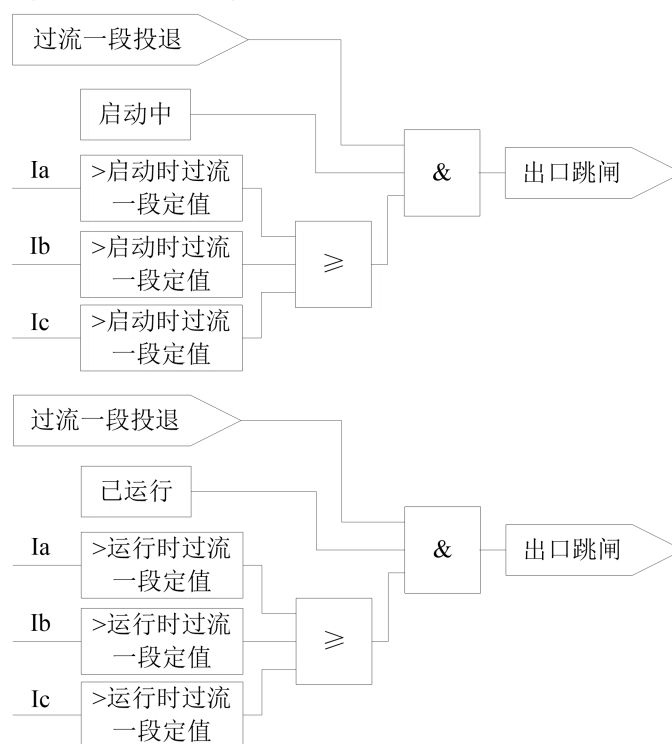 过流一段投退
启动中
&
出口跳闸
Ia
>启动时过流
一段定值
Ib
>启动时过流
一段定值
≥
Ic
>启动时过流
一段定值
过流一段投退
已运行
&
出口跳闸
Ia
>运行时过流
一段定值
Ib
>运行时过流
一段定值
≥
Ic
>运行时过流
一段定值